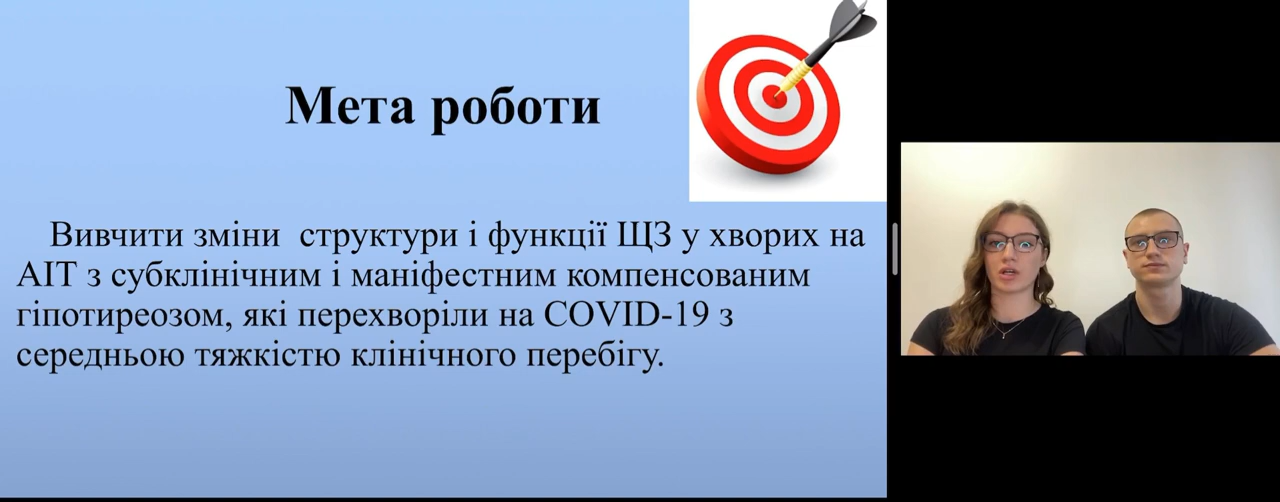 Мета роботи
Вивчити зміни структури і функції ЩЗ у хворих на
АІТ з субклінічним і маніфестним компенсованим
гіпотиреозом, які перехворіли на COVID-19 з
середньою тяжкістю клінічного перебігу.